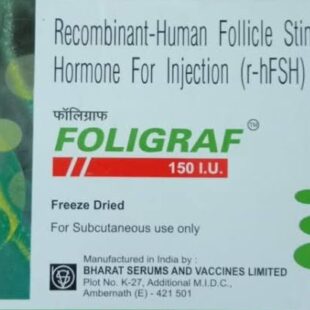 Recombinant-Human Follicle Stim
Hormone For Injection (r-hFSH)
फॉलिग्राफ
FOLIGRAF™
150 I.U.
Freeze Dried
For Subcutaneous use only
Manufactured in India by :
BHARAT SERUMS AND VACCINES LIMITED
Plot No. K-27, Additional M.I.D.C.,
Ambernath (E) - 421 501